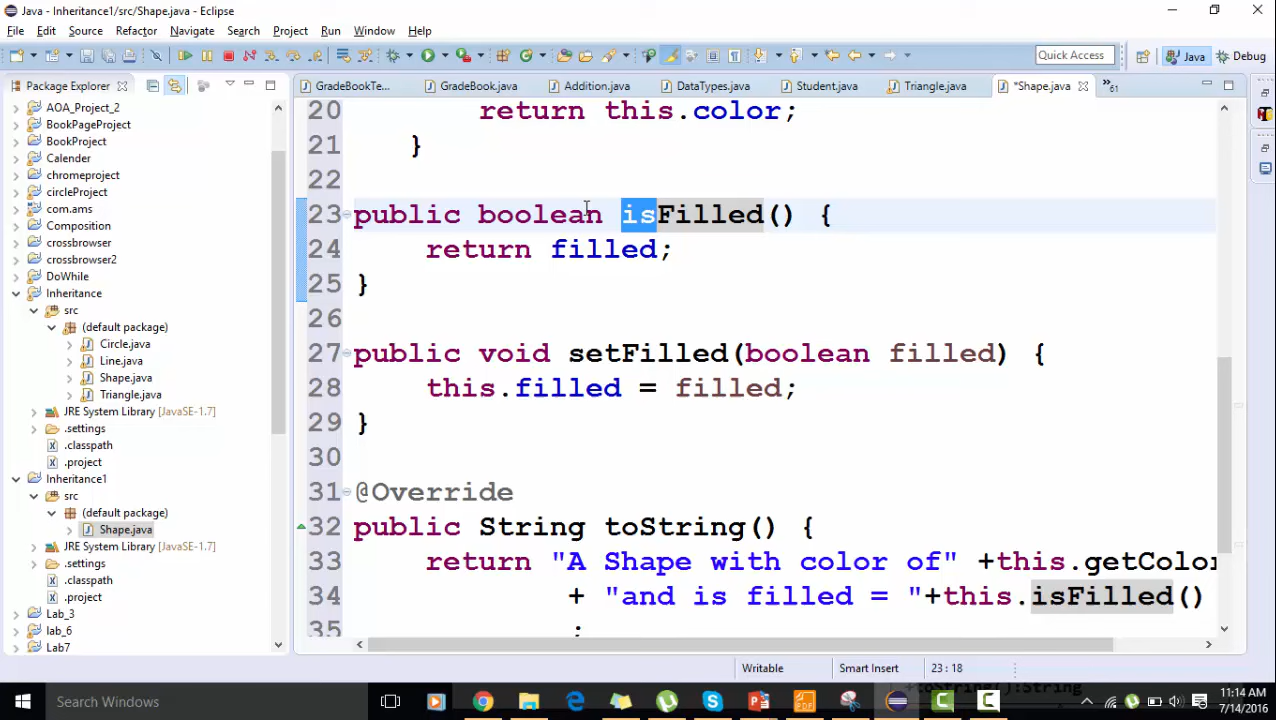 Java - Inheritance1/src/Shape.java - Eclipse
File Edit Source Refactor Navigate Search Project Run Window Help
Quick Access
Java
Debug
Package Explorer
GradeBookTe...
GradeBook.java
Addition.java
DataTypes.java
Student.java
Triangle.java
*Shape.java
»61
AOA_Project_2
BookPageProject
BookProject
Calender
chromeproject
circleProject
com.ams
Composition
crossbrowser
crossbrowser2
DoWhile
Inheritance
src
(default package)
Circle.java
Line.java
Shape.java
Triangle.java
JRE System Library [JavaSE-1.7]
.settings
.classpath
.project
Inheritance1
src
(default package)
Shape.java
JRE System Library [JavaSE-1.7]
.settings
.classpath
.project
Lab_3
lab_6
Lab7
20 return this.color;
21 }
22
23 public boolean isFilled() {
24 return filled;
25 }
26
27 public void setFilled(boolean filled) {
28 this.filled = filled;
29 }
30
31 @Override
32 public String toString() {
33 return "A Shape with color of" +this.getColor
34 + "and is filled = "+this.isFilled()
35 ;
Writable
Smart Insert
23 : 18
Search Windows
+toString():String
11:14 AM
7/14/2016